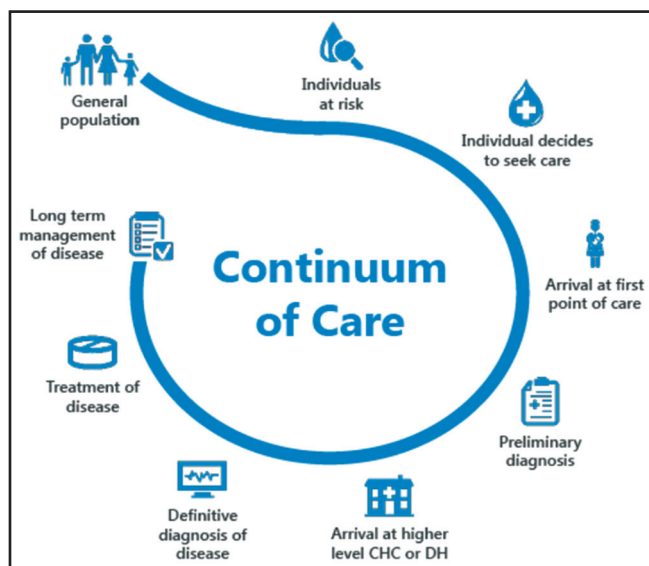 General
population
Individuals
at risk
Individual decides
to seek care
Arrival at first
point of care
Preliminary
diagnosis
Arrival at higher
level CHC or DH
Definitive
diagnosis of
disease
Treatment of
disease
Long term
management
of disease
Continuum
of Care